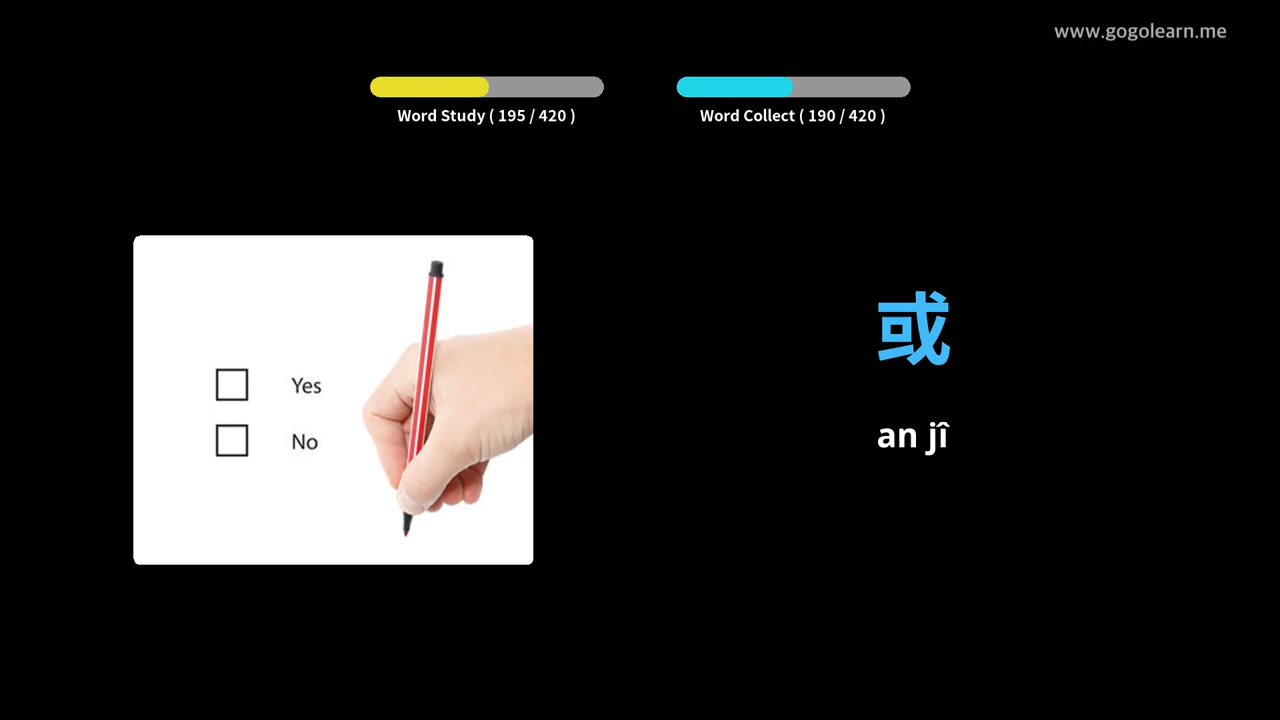 www.gogolearn.me
Word Study ( 195 / 420 )
Word Collect ( 190 / 420 )
Yes
No
或
an jî